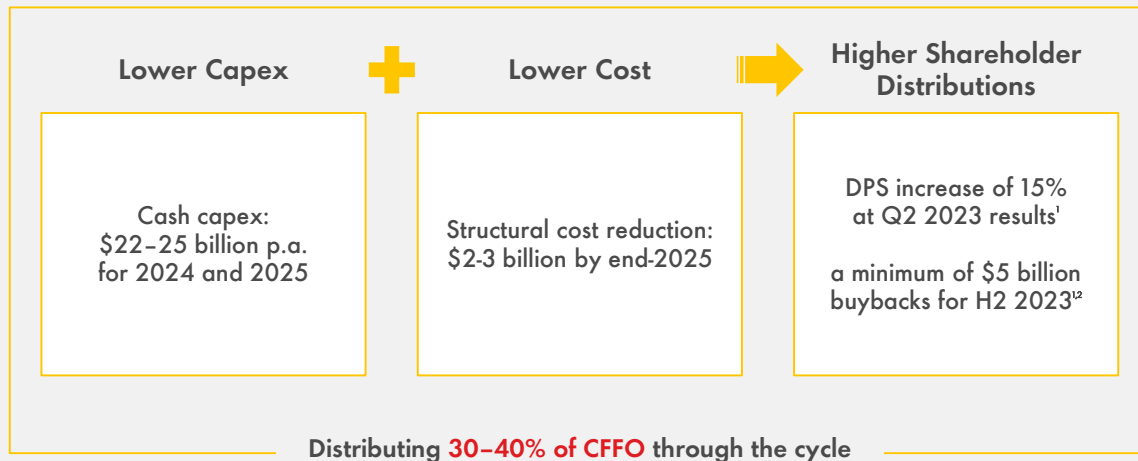 Lower Capex
Lower Cost
Higher Shareholder
Distributions
Cash capex:
$22–25 billion p.a.
for 2024 and 2025
Structural cost reduction:
$2-3 billion by end-2025
DPS increase of 15%
at Q2 2023 results¹
a minimum of $5 billion
buybacks for H2 2023¹,²
Distributing 30–40% of CFFO through the cycle